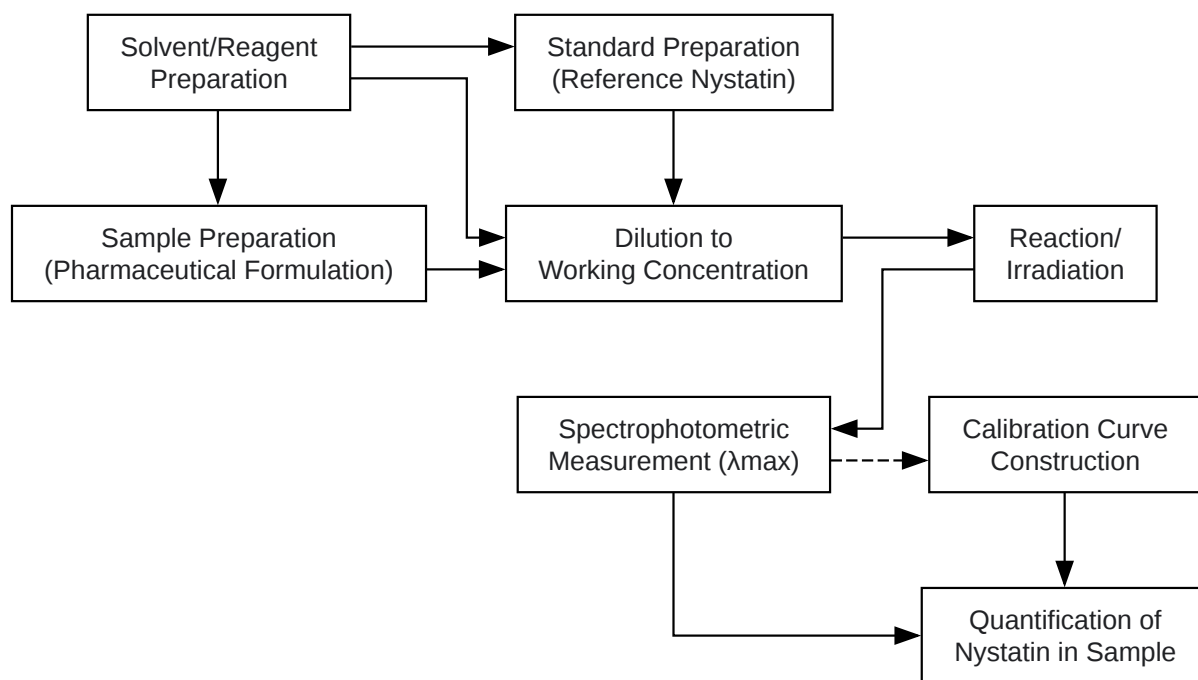 Solvent/Reagent
Preparation
Standard Preparation
(Reference Nystatin)
Sample Preparation
(Pharmaceutical Formulation)
Dilution to
Working Concentration
Reaction/
Irradiation
Spectrophotometric
Measurement (λmax)
Calibration Curve
Construction
Quantification of
Nystatin in Sample